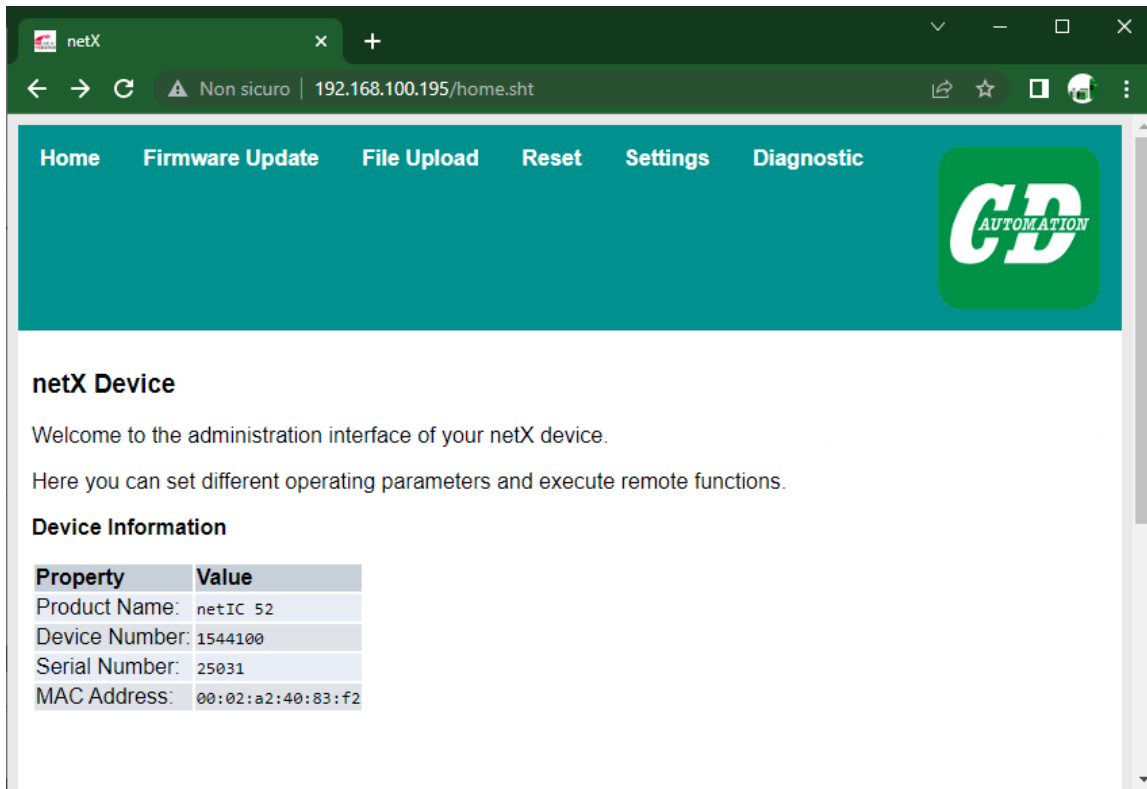 netX
Non sicuro | 192.168.100.195/home.sht
Home Firmware Update File Upload Reset Settings Diagnostic
CD
AUTOMATION
netX Device
Welcome to the administration interface of your netX device.
Here you can set different operating parameters and execute remote functions.
Device Information
Property Value
Product Name: netIC 52
Device Number: 1544100
Serial Number: 25031
MAC Address: 00:02:a2:40:83:f2